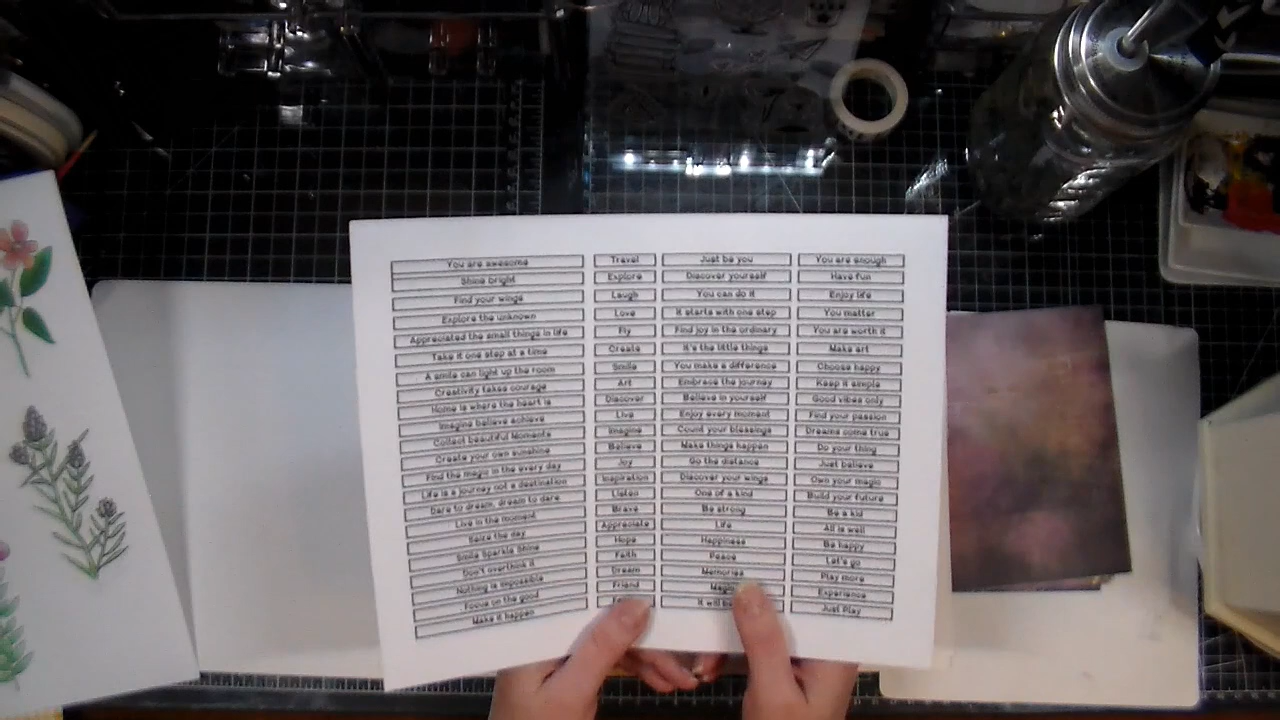 You are awesome
Shine bright
Find your wings
Explore the unknown
Appreciated the small things in life
Take it one step at a time
A smile can light up the room
Creativity takes courage
Home is where the heart is
Imagine believe achieve
Collect beautiful Moments
Create your own sunshine
Find the magic in the every day
Life is a journey not a destination
Dare to dream, dream to dare
Live in the moment
Seize the day
Smile Sparkle Shine
Don't overthink it
Nothing is impossible
Focus on the good
Make it happen
Travel
Explore
Laugh
Love
Fly
Create
Smile
Art
Discover
Live
Imagine
Believe
Joy
Inspiration
Listen
Brave
Appreciate
Hope
Faith
Dream
Friend
Just be you
Discover yourself
You can do it
It starts with one step
Find joy in the ordinary
It's the little things
You make a difference
Embrace the journey
Believe in yourself
Enjoy every moment
Count your blessings
Make things happen
Go the distance
Discover your wings
One of a kind
Be strong
Life
Happiness
Peace
Memories
Magic
It will
You are enough
Have fun
Enjoy life
You matter
You are worth it
Make art
Choose happy
Keep it simple
Good vibes only
Find your passion
Dreams come true
Do your thing
Just believe
Own your magic
Build your future
Be a kid
All is well
Be happy
Let's go
Play more
Experience
Just Play